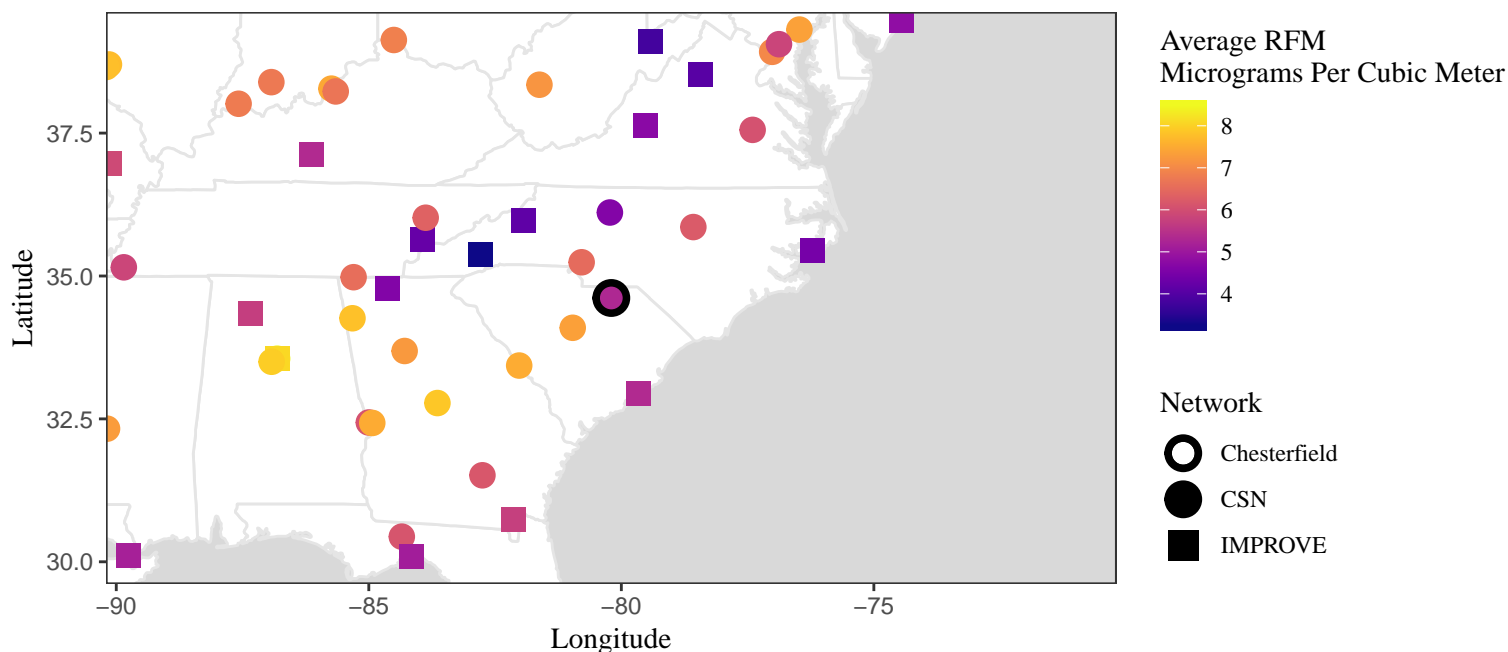 37.5
35.0
32.5
30.0
Latitude
−90
−85
−80
−75
Longitude
Average RFM
Micrograms Per Cubic Meter
8
7
6
5
4
Network
Chesterfield
CSN
IMPROVE